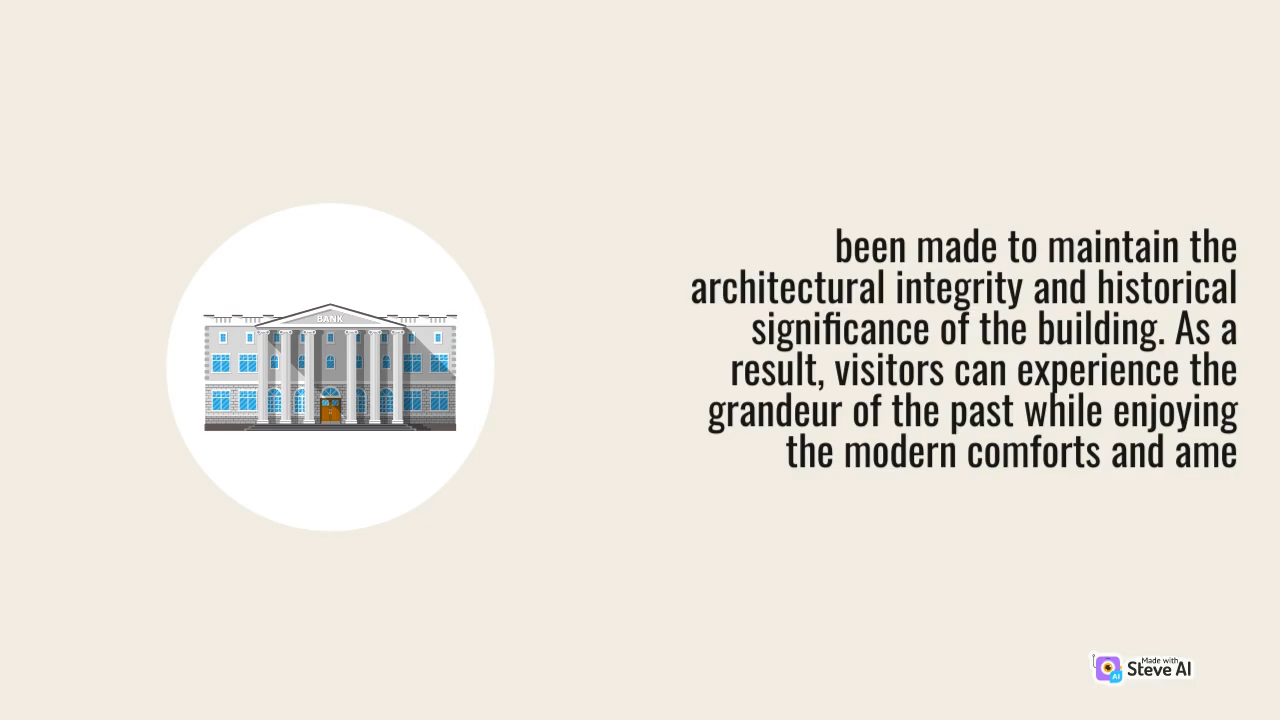 BANK
been made to maintain the
architectural integrity and historical
significance of the building. As a
result, visitors can experience the
grandeur of the past while enjoying
the modern comforts and ame
Made with
Steve AI
AI